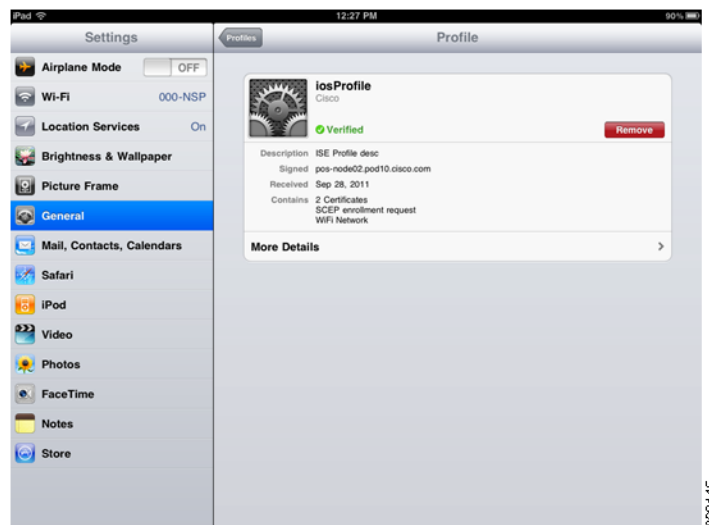 iPad 12:27 PM 90%
Settings
Airplane Mode OFF
Wi-Fi 000-NSP
Location Services On
Brightness & Wallpaper
Picture Frame
General
Mail, Contacts, Calendars
Safari
iPod
Video
Photos
FaceTime
Notes
Store
Profiles Profile
iosProfile
Cisco
Verified
Remove
Description ISE Profile desc
Signed pos-node02.pod10.cisco.com
Received Sep 28, 2011
Contains 2 Certificates
SCEP enrollment request
WiFi Network
More Details